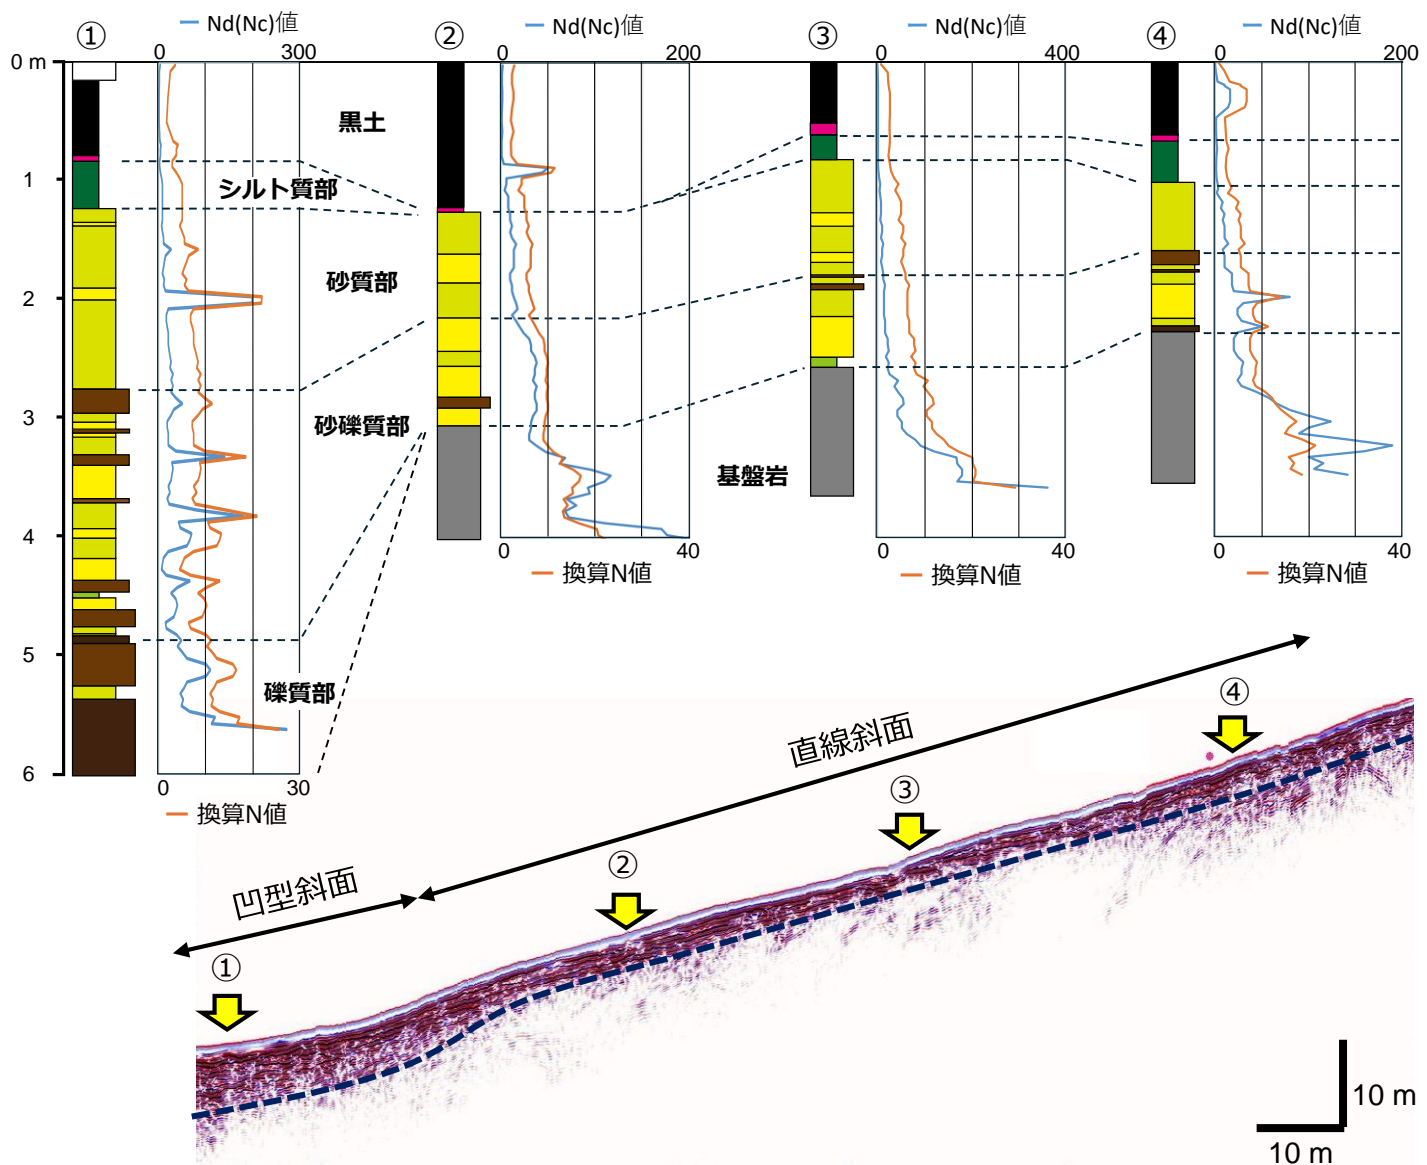 ① Nd(Nc)値
0 300
② Nd(Nc)値
0 200
③ Nd(Nc)値
0 400
④ Nd(Nc)値
0 200
0 m
1
2
3
4
5
6
黒土
シルト質部
砂質部
砂礫質部
基盤岩
礫質部
0 30
換算N値
0 40
換算N値
0 40
換算N値
0 40
換算N値
直線斜面
凹型斜面
④
③
②
①
10 m
10 m